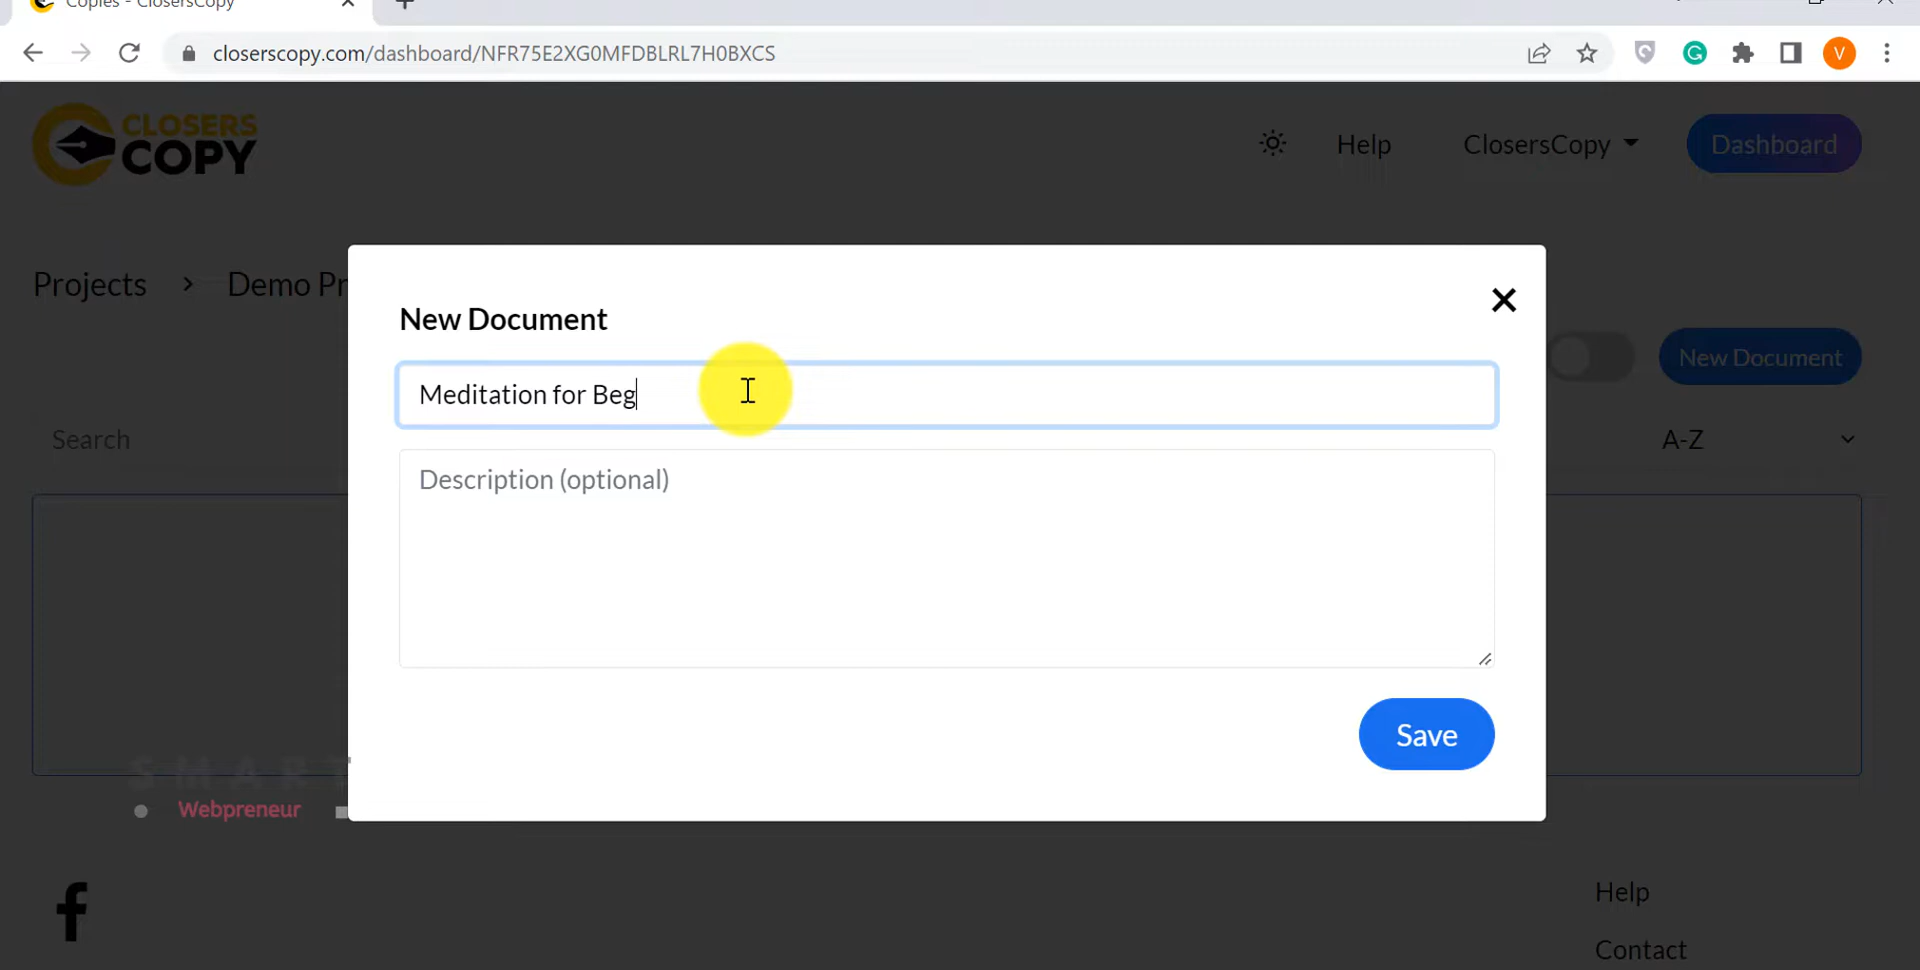 Copies - ClosersCopy
closerscopy.com/dashboard/NFR75E2XG0MFDBLRL7H0BXCS
V
CLOSERS
COPY
Help
ClosersCopy
Dashboard
Projects > Demo Pr
New Document
Meditation for Beg
New Document
Search
Description (optional)
A-Z
Save
SMART
Webpreneur
Help
Contact